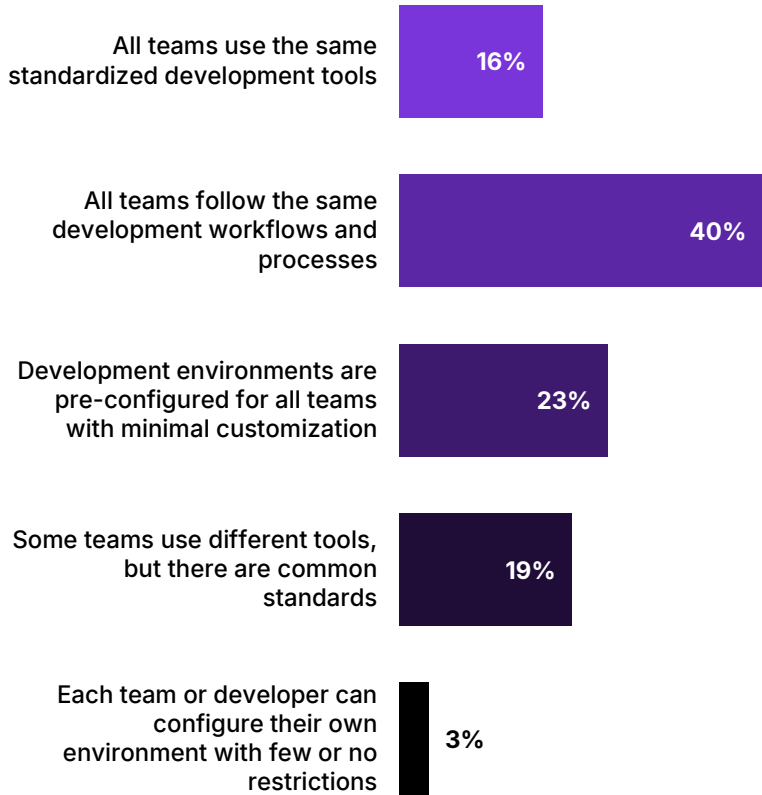 All teams use the same
standardized development tools
16%
All teams follow the same
development workflows and
processes
40%
Development environments are
pre-configured for all teams
with minimal customization
23%
Some teams use different tools,
but there are common
standards
19%
Each team or developer can
configure their own
environment with few or no
restrictions
3%